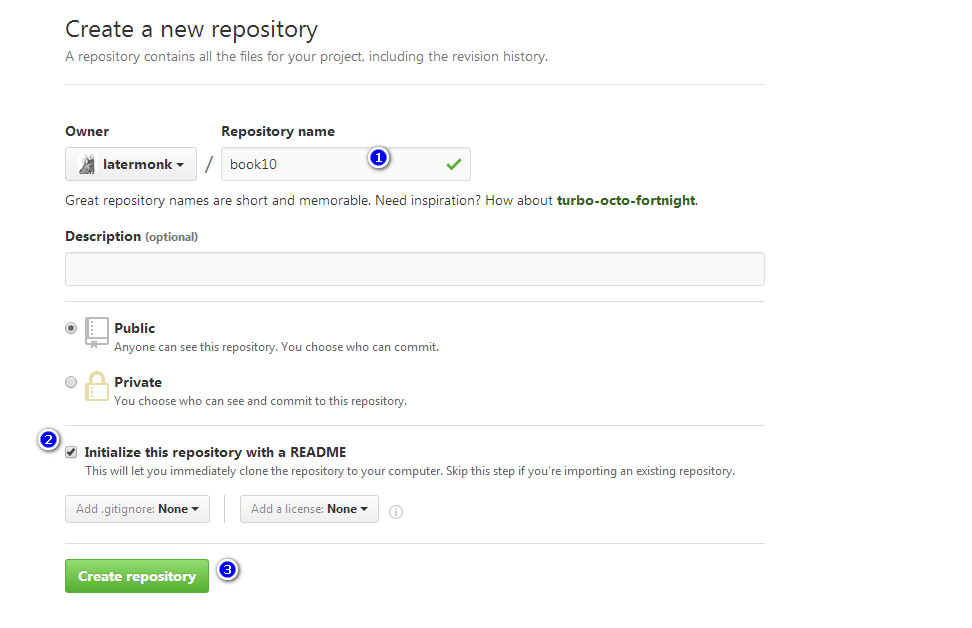 Create a new repository
A repository contains all the files for your project, including the revision history.
Owner Repository name
latermonk / book10 1
Great repository names are short and memorable. Need inspiration? How about turbo-octo-fortnight.
Description (optional)
Public
Anyone can see this repository. You choose who can commit.
Private
You choose who can see and commit to this repository.
2
Initialize this repository with a README
This will let you immediately clone the repository to your computer. Skip this step if you're importing an existing repository.
Add .gitignore: None Add a license: None
Create repository 3